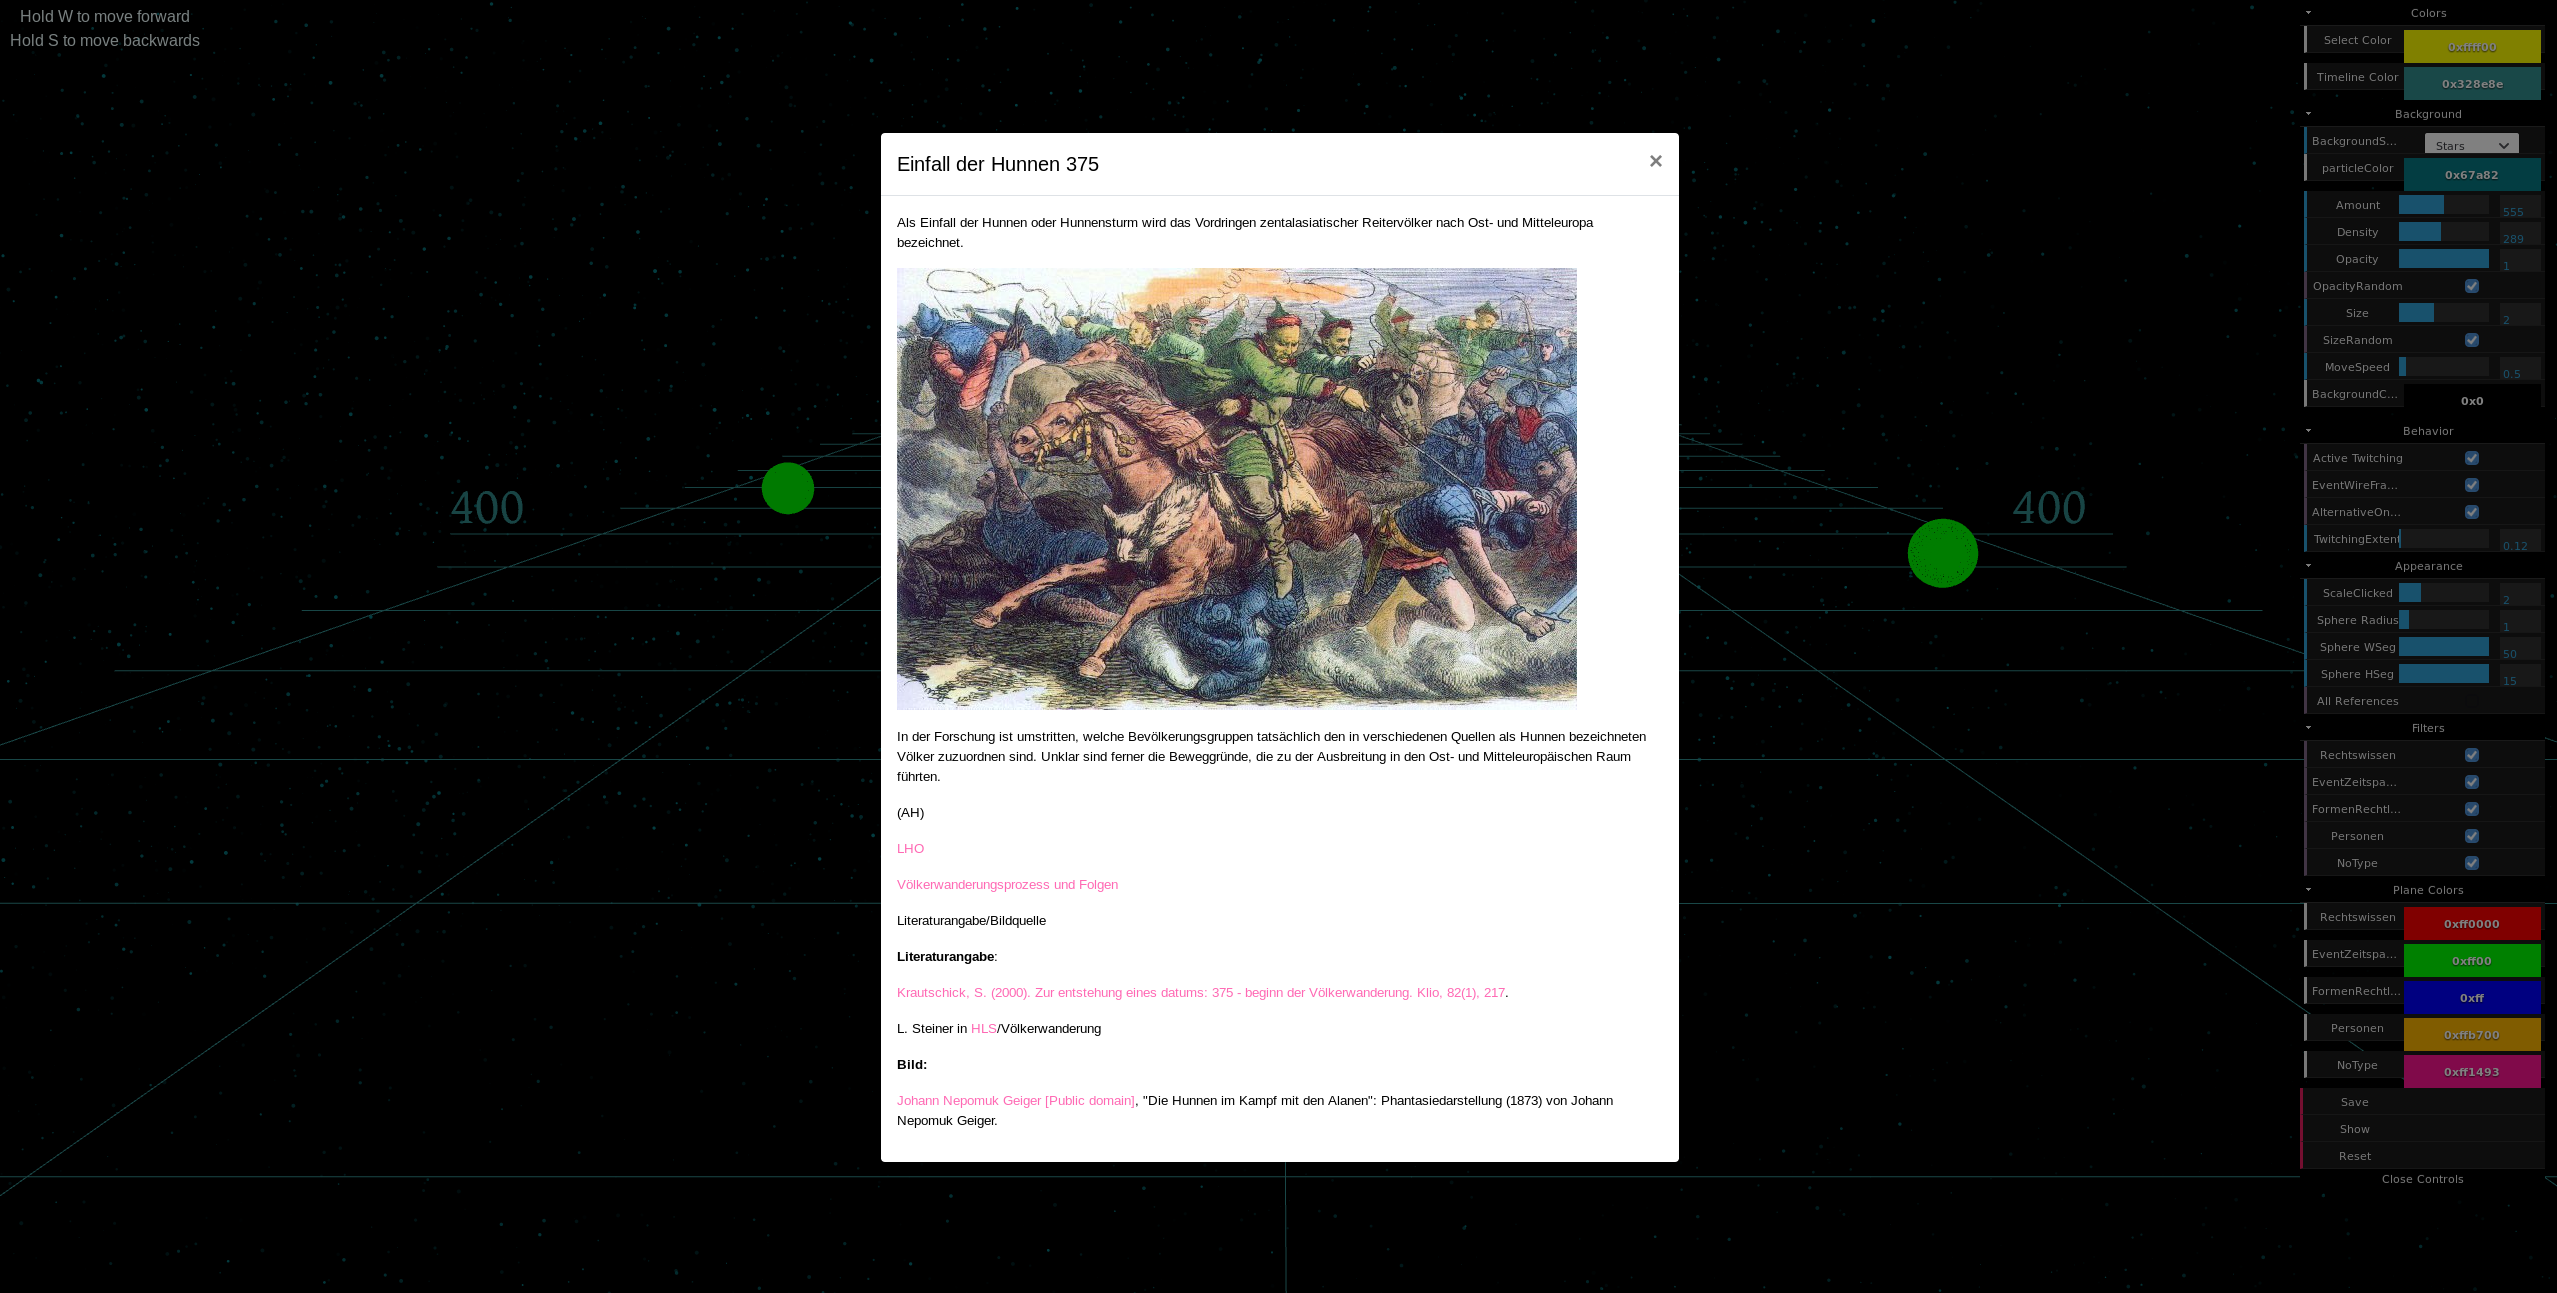 Hold W to move forward
Hold S to move backwards
400
400
Einfall der Hunnen 375
×
Als Einfall der Hunnen oder Hunnensturm wird das Vordringen zentalasiatischer Reitervölker nach Ost- und Mitteleuropa
bezeichnet.
In der Forschung ist umstritten, welche Bevölkerungsgruppen tatsächlich den in verschiedenen Quellen als Hunnen bezeichneten
Völker zuzuordnen sind. Unklar sind ferner die Beweggründe, die zu der Ausbreitung in den Ost- und Mitteleuropäischen Raum
führten.
(AH)
LHO
Völkerwanderungsprozess und Folgen
Literaturangabe/Bildquelle
Literaturangabe:
Krautschick, S. (2000). Zur entstehung eines datums: 375 - beginn der Völkerwanderung. Klio, 82(1), 217.
L. Steiner in HLS/Völkerwanderung
Bild:
Johann Nepomuk Geiger [Public domain], "Die Hunnen im Kampf mit den Alanen": Phantasiedarstellung (1873) von Johann
Nepomuk Geiger.
Colors
Select Color 0xffff00
Timeline Color 0x328e8e
Background
BackgroundS... Stars
particleColor 0x67a82
Amount 555
Density 289
Opacity 1
OpacityRandom
Size 2
SizeRandom
MoveSpeed 0.5
BackgroundC... 0x0
Behavior
Active Twitching
EventWireFra...
AlternativeOn...
TwitchingExtent 0.12
Appearance
ScaleClicked 2
Sphere Radius 1
Sphere WSeg 50
Sphere HSeg 15
All References
Filters
Rechtswissen
EventZeitspa...
FormenRechtl...
Personen
NoType
Plane Colors
Rechtswissen 0xff0000
EventZeitspa... 0xff00
FormenRechtl... 0xff
Personen 0xffb700
NoType 0xff1493
Save
Show
Reset
Close Controls